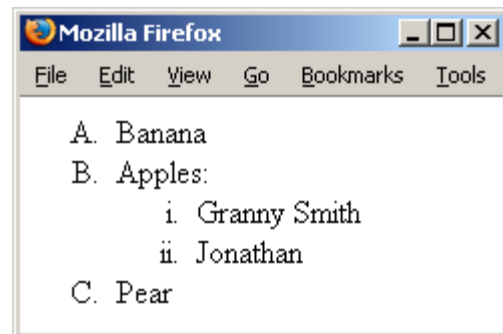 Mozilla Firefox
File Edit View Go Bookmarks Tools
A. Banana
B. Apples:
i. Granny Smith
ii. Jonathan
C. Pear